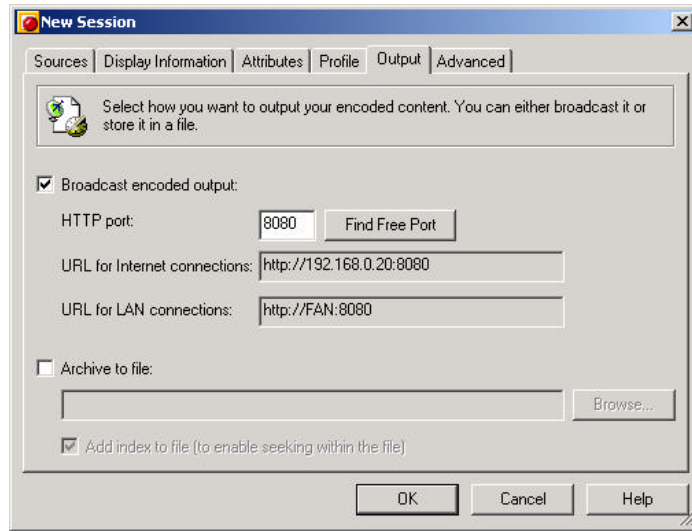 New Session
Sources Display Information Attributes Profile Output Advanced
Select how you want to output your encoded content. You can either broadcast it or
store it in a file.
Broadcast encoded output:
HTTP port: 8080 Find Free Port
URL for Internet connections: http://192.168.0.20:8080
URL for LAN connections: http://FAN:8080
Archive to file:
Browse...
Add index to file (to enable seeking within the file)
OK Cancel Help